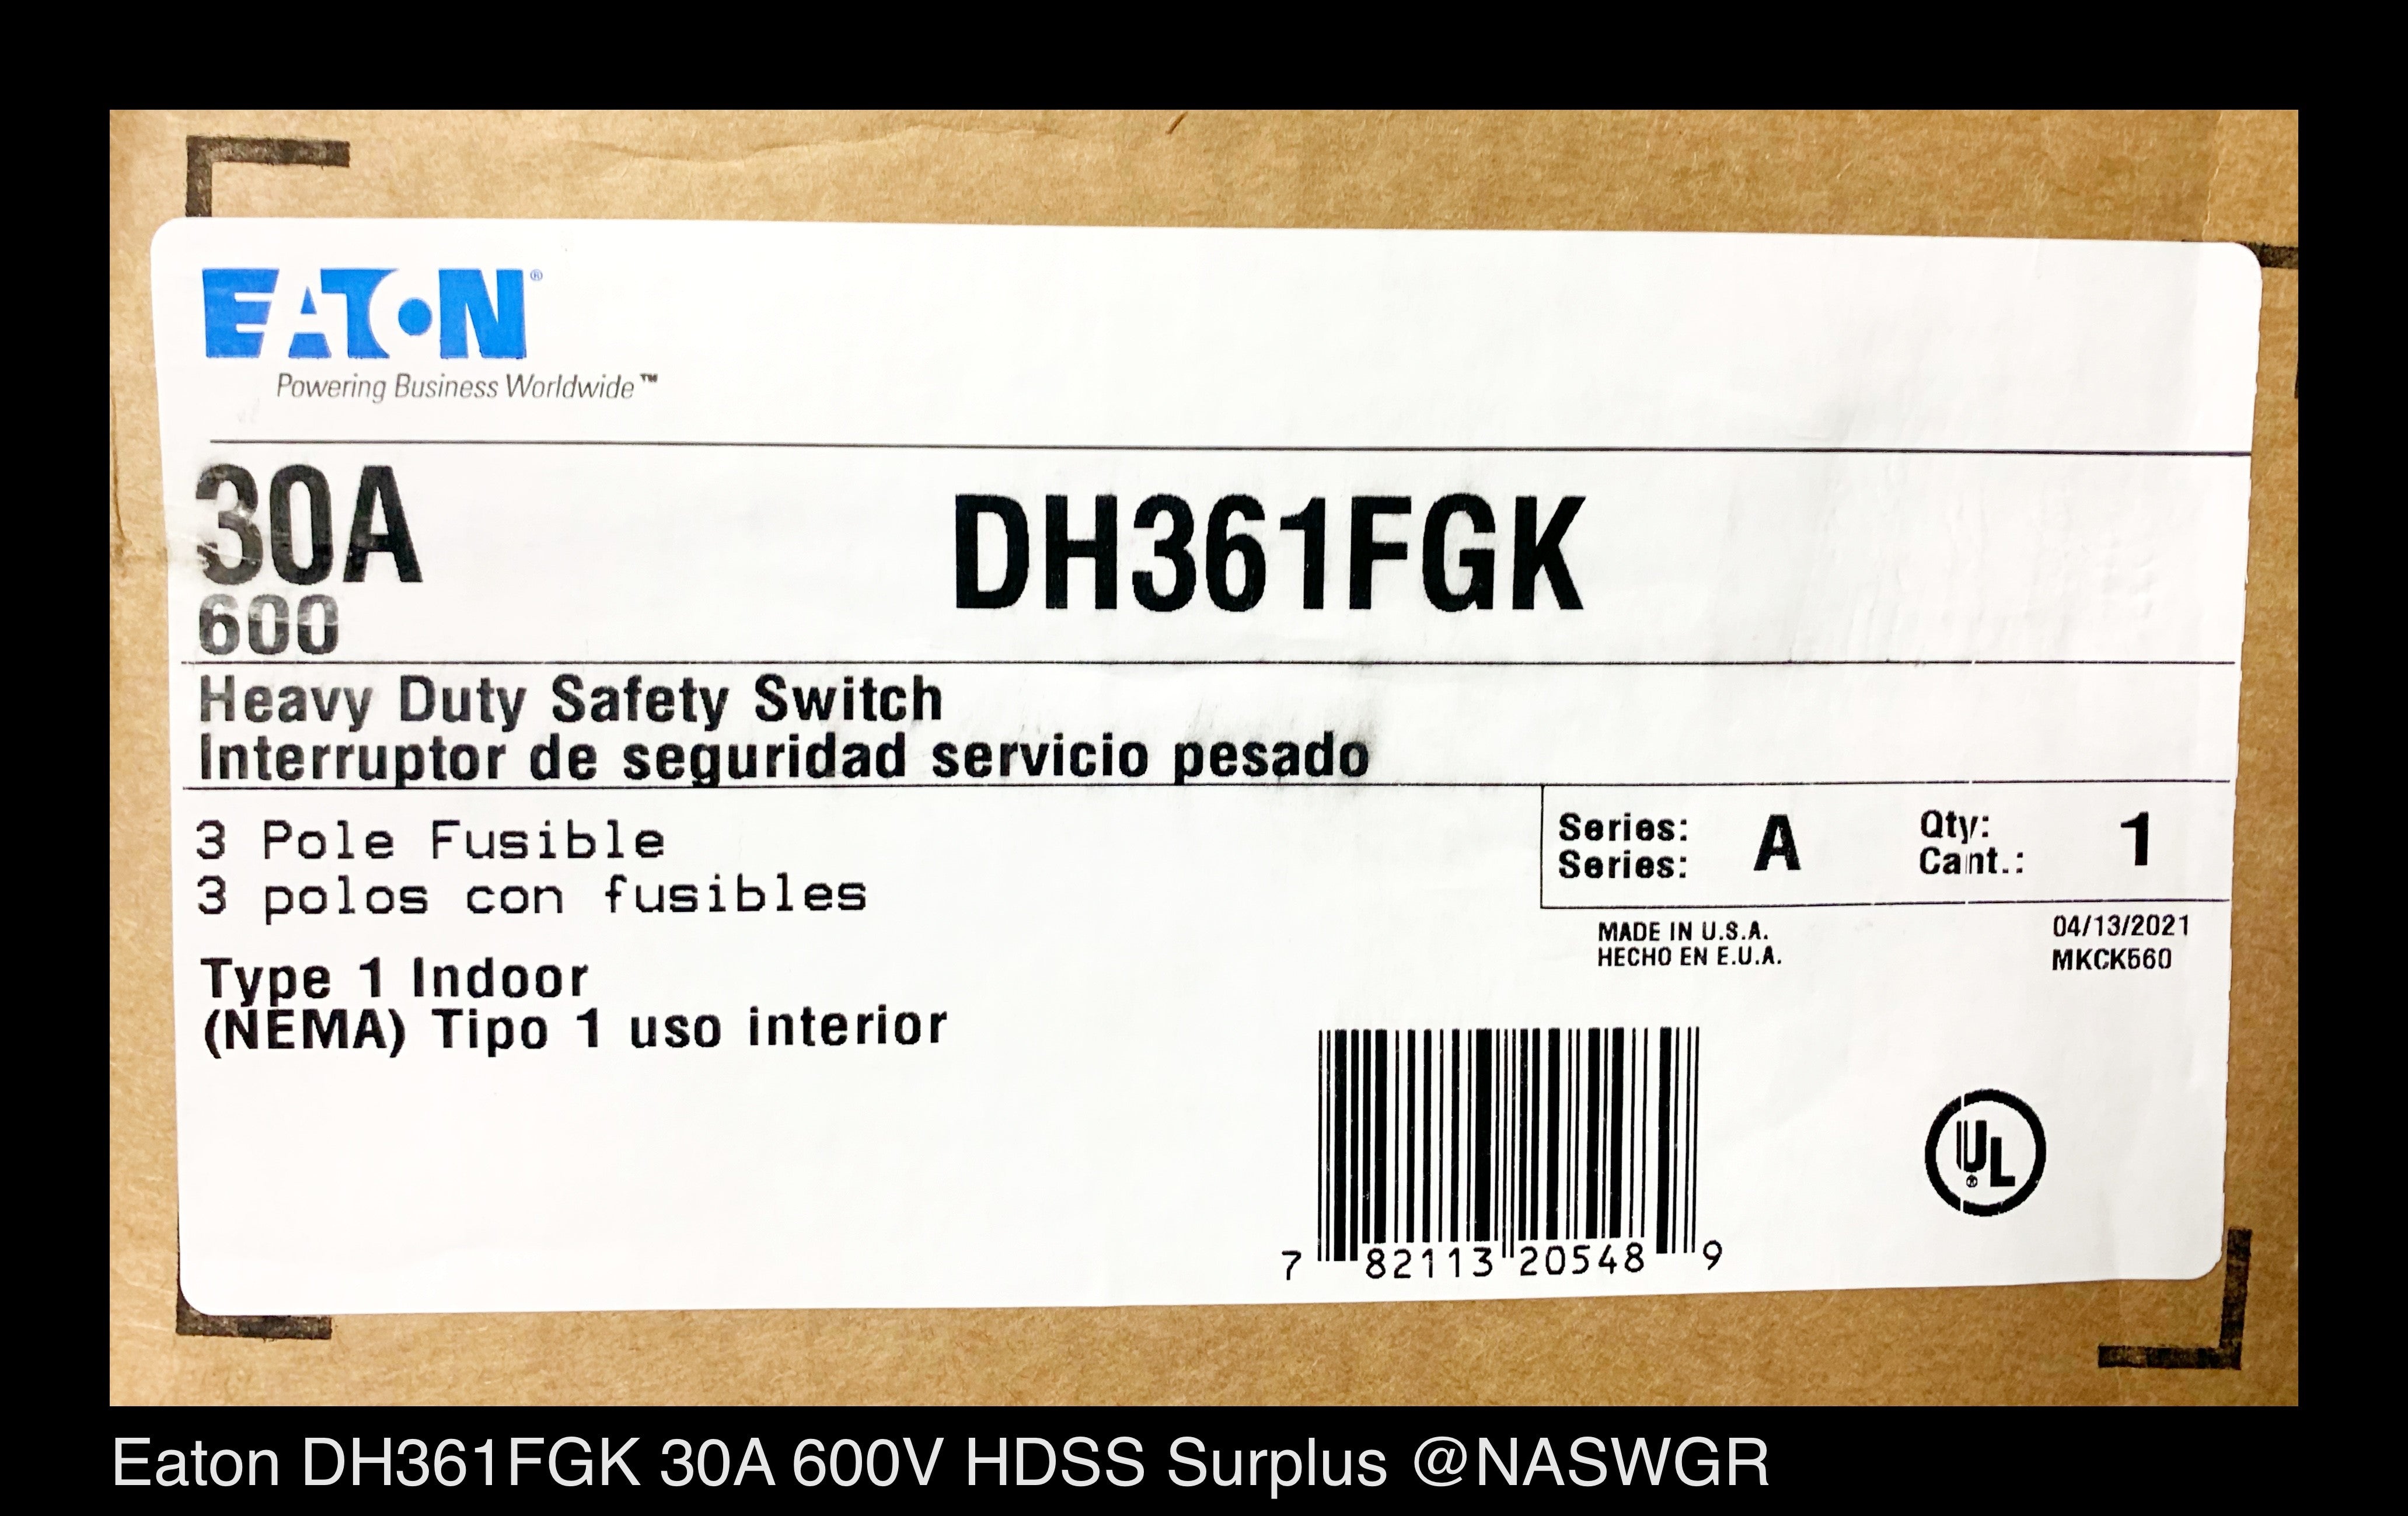 EATON®
Powering Business Worldwide™
30A
DH361FGK
600
Heavy Duty Safety Switch
Interruptor de seguridad servicio pesado
3 Pole Fusible
3 polos con fusibles
Series: A Qty: 1
Series: Cant.:
MADE IN U.S.A. 04/13/2021
HECHO EN E.U.A. MKCK560
Type 1 Indoor
(NEMA) Tipo 1 uso interior
UL
7 82113 20548 9
Eaton DH361FGK 30A 600V HDSS Surplus @NASWGR